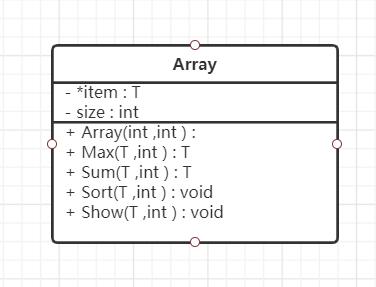 Array
- *item : T
- size : int
+ Array(int ,int ) :
+ Max(T ,int ) : T
+ Sum(T ,int ) : T
+ Sort(T ,int ) : void
+ Show(T ,int ) : void